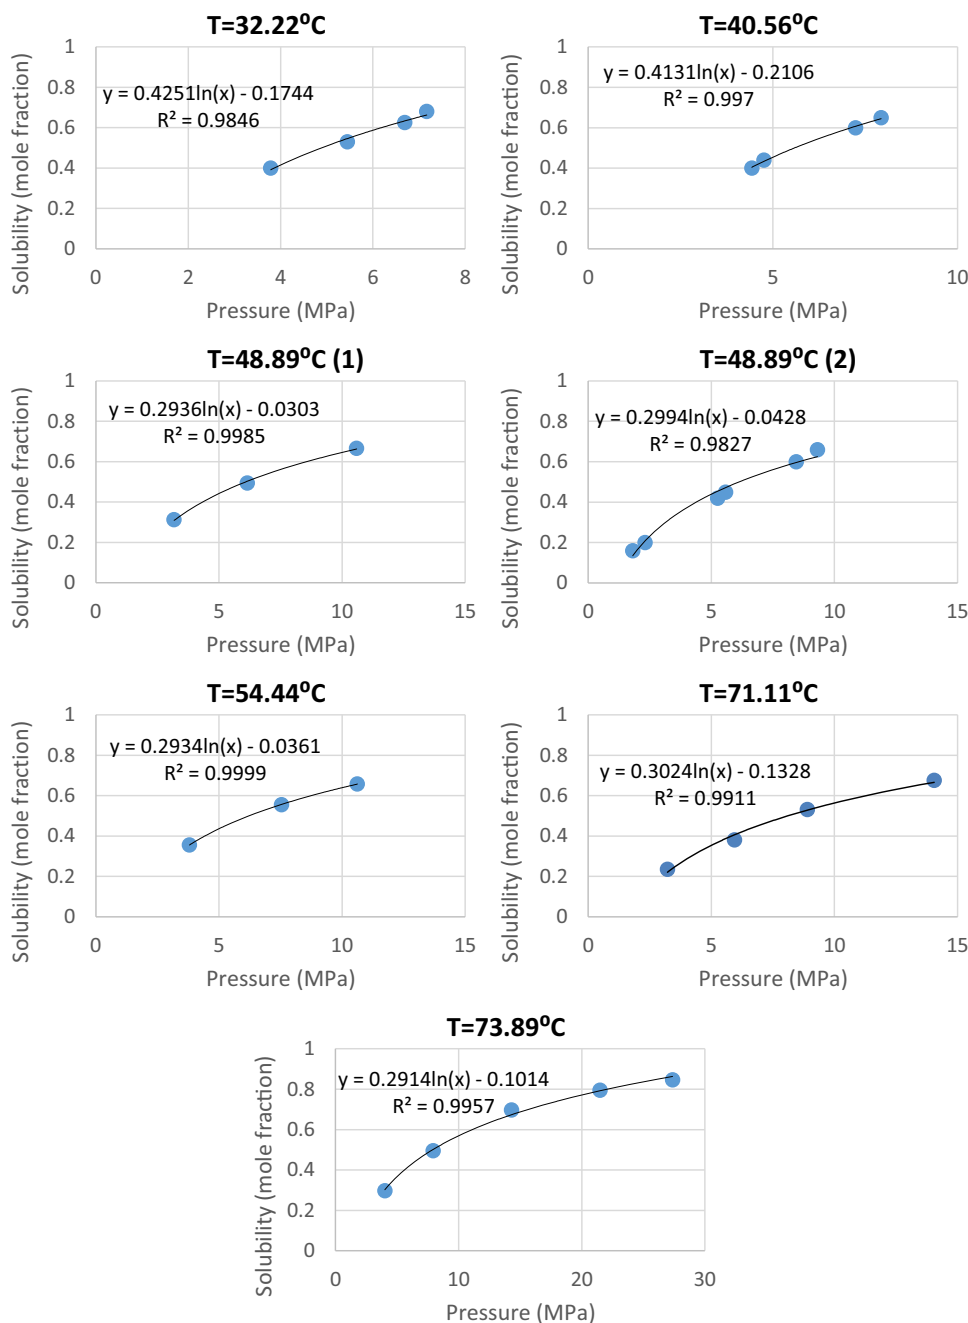 T=32.22⁰C
Solubility (mole fraction)
1
0.8
0.6
0.4
0.2
0
y = 0.4251ln(x) - 0.1744
R² = 0.9846
0 2 4 6 8
Pressure (MPa)
T=40.56⁰C
Solubility (mole fraction)
1
0.8
0.6
0.4
0.2
0
y = 0.4131ln(x) - 0.2106
R² = 0.997
0 5 10
Pressure (MPa)
T=48.89⁰C (1)
Solubility (mole fraction)
1
0.8
0.6
0.4
0.2
0
y = 0.2936ln(x) - 0.0303
R² = 0.9985
0 5 10 15
Pressure (MPa)
T=48.89⁰C (2)
Solubility (mole fraction)
1
0.8
0.6
0.4
0.2
0
y = 0.2994ln(x) - 0.0428
R² = 0.9827
0 5 10 15
Pressure (MPa)
T=54.44⁰C
Solubility (mole fraction)
1
0.8
0.6
0.4
0.2
0
y = 0.2934ln(x) - 0.0361
R² = 0.9999
0 5 10 15
Pressure (MPa)
T=71.11⁰C
Solubility (mole fraction)
1
0.8
0.6
0.4
0.2
0
y = 0.3024ln(x) - 0.1328
R² = 0.9911
0 5 10 15
Pressure (MPa)
T=73.89⁰C
Solubility (mole fraction)
1
0.8
0.6
0.4
0.2
0
y = 0.2914ln(x) - 0.1014
R² = 0.9957
0 10 20 30
Pressure (MPa)